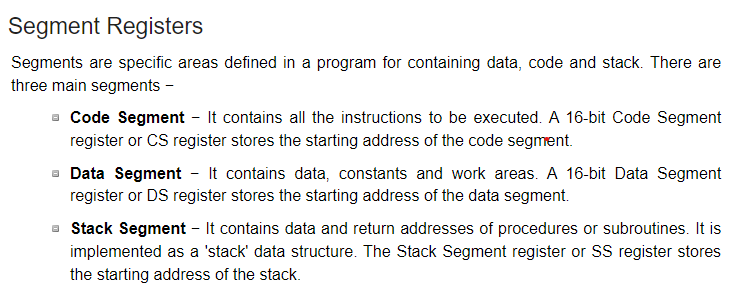 Segment Registers
Segments are specific areas defined in a program for containing data, code and stack. There are
three main segments −
Code Segment − It contains all the instructions to be executed. A 16-bit Code Segment
register or CS register stores the starting address of the code segment.
Data Segment − It contains data, constants and work areas. A 16-bit Data Segment
register or DS register stores the starting address of the data segment.
Stack Segment − It contains data and return addresses of procedures or subroutines. It is
implemented as a 'stack' data structure. The Stack Segment register or SS register stores
the starting address of the stack.